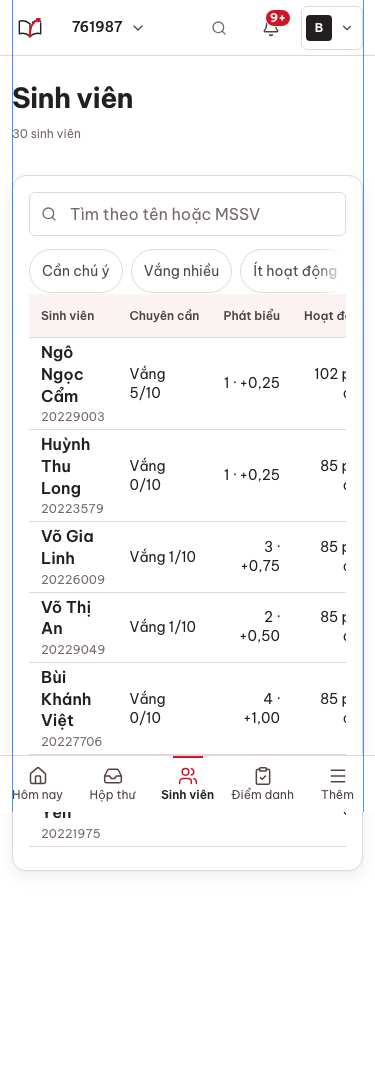 761987
9+
B
Sinh viên
30 sinh viên
Tìm theo tên hoặc MSSV
Cần chú ý
Vắng nhiều
Ít hoạt động
Sinh viên
Chuyên cần
Phát biểu
Hoạt
Ngô Ngọc Cẩm
20229003
Vắng 5/10
1 · +0,25
102
Huỳnh Thu Long
20223579
Vắng 0/10
1 · +0,25
85
Võ Gia Linh
20226009
Vắng 1/10
3 · +0,75
85
Võ Thị An
20229049
Vắng 1/10
2 · +0,50
85
Bùi Khánh Việt
20227706
Vắng 0/10
4 · +1,00
85
Yến
20221975
Hôm nay
Hộp thư
Sinh viên
Điểm danh
Thêm